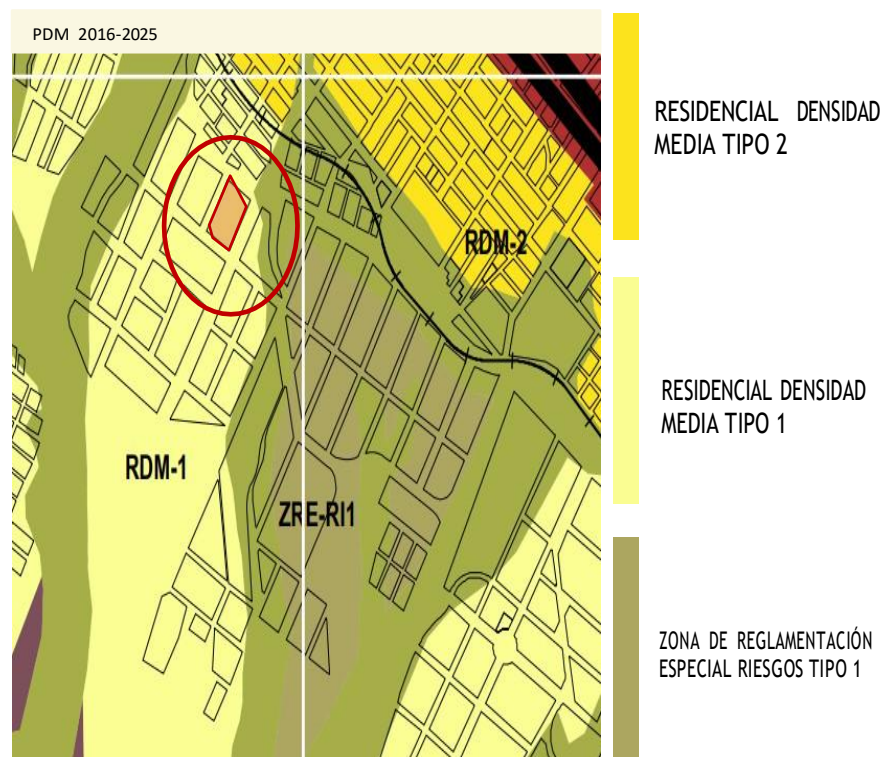 PDM 2016-2025
RDM-2
RDM-1
ZRE-RI1
RESIDENCIAL DENSIDAD
MEDIA TIPO 2
RESIDENCIAL DENSIDAD
MEDIA TIPO 1
ZONA DE REGLAMENTACIÓN
ESPECIAL RIESGOS TIPO 1